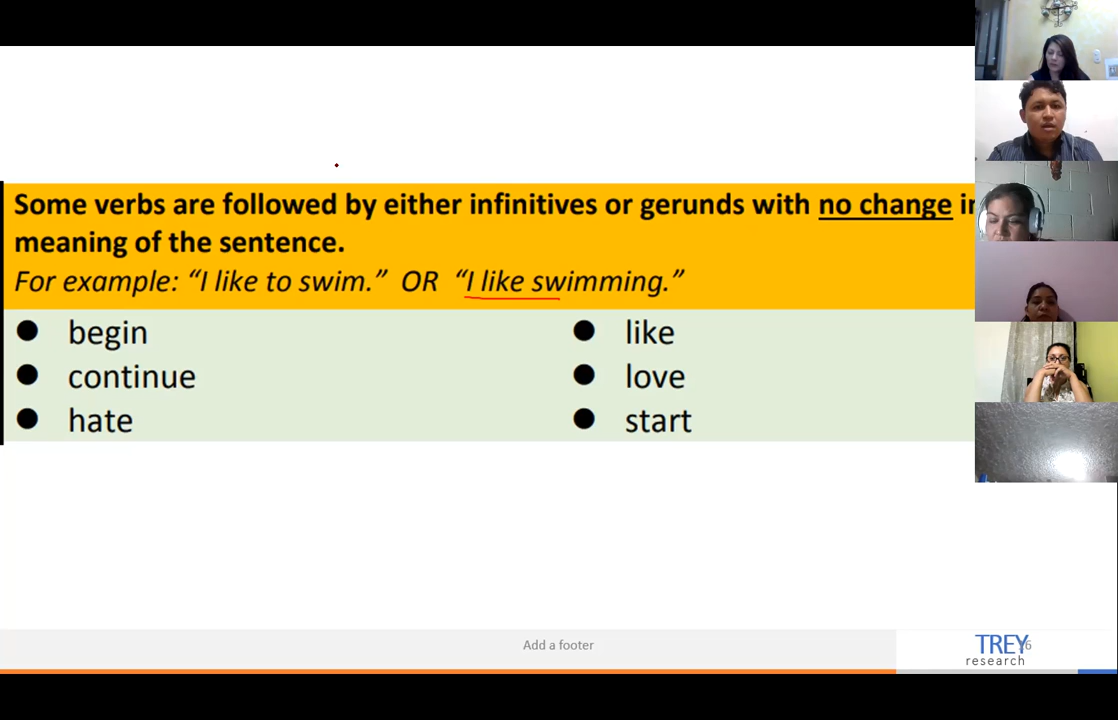 Some verbs are followed by either infinitives or gerunds with no change
meaning of the sentence.
For example: “I like to swim.” OR “I like swimming.”
● begin
● continue
● hate
● like
● love
● start
Add a footer
TREY
research